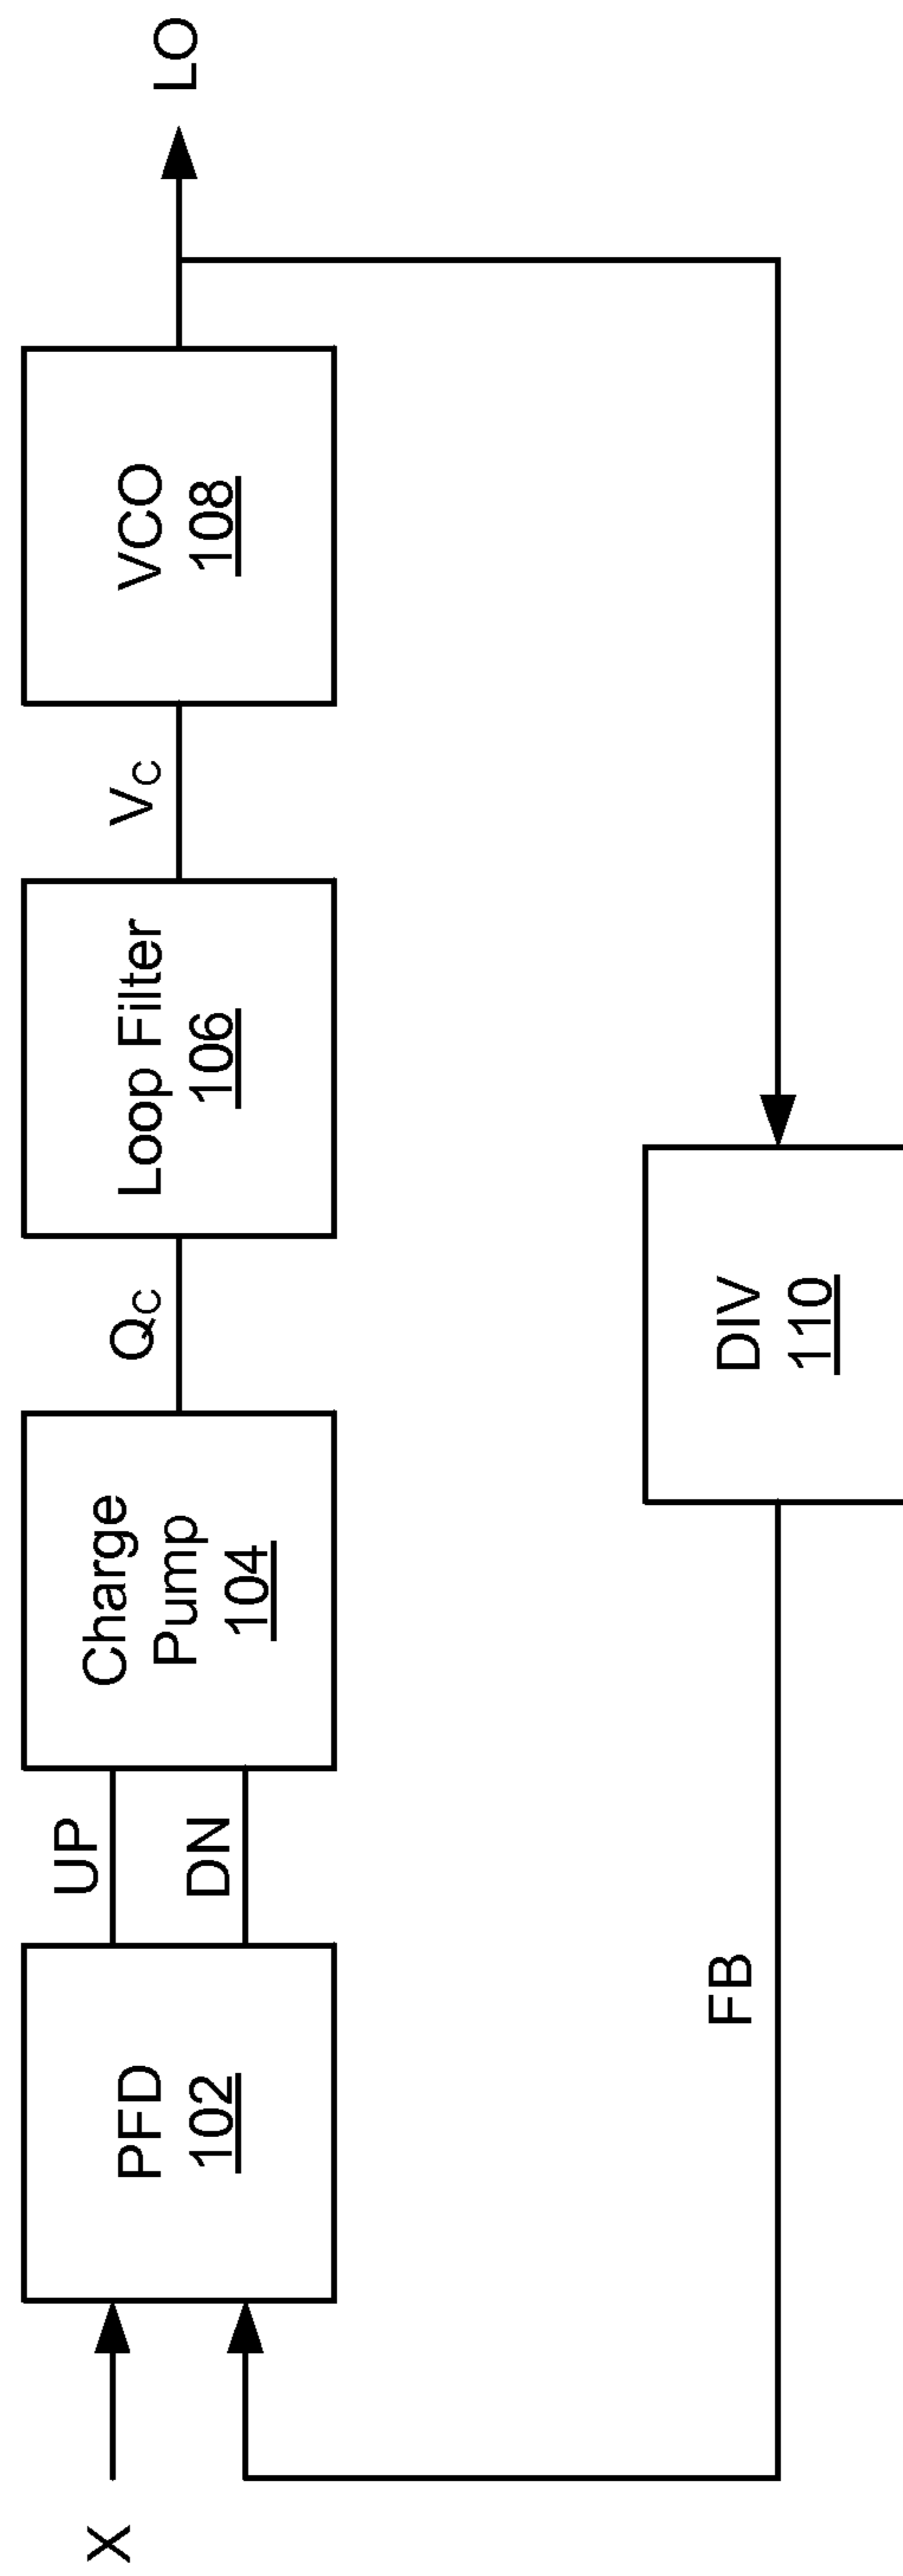 X
PFD
102
UP
DN
Charge
Pump
104
QC
Loop Filter
106
VC
VCO
108
LO
FB
DIV
110